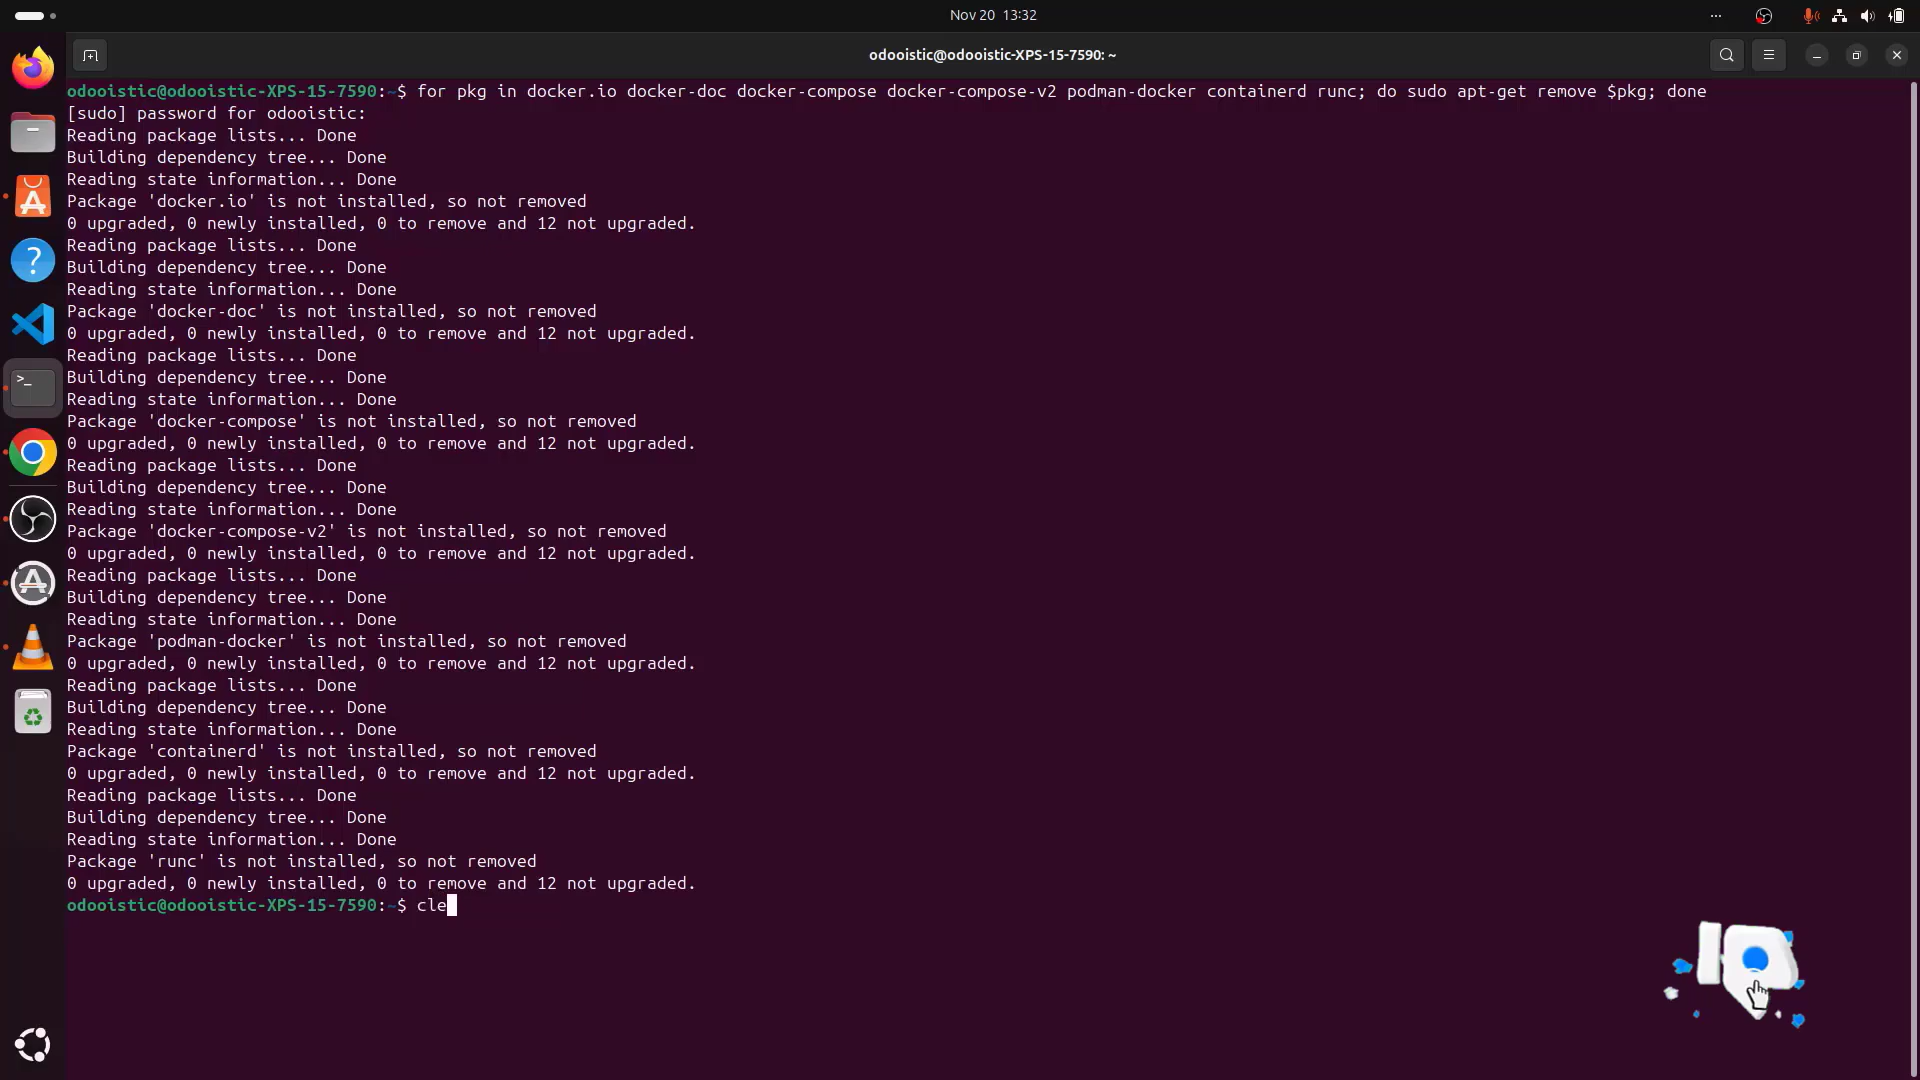 Nov 20 13:32
odooistic@odooistic-XPS-15-7590: ~
odooistic@odooistic-XPS-15-7590:~$ for pkg in docker.io docker-doc docker-compose docker-compose-v2 podman-docker containerd runc; do sudo apt-get remove $pkg; done
[sudo] password for odooistic:
Reading package lists... Done
Building dependency tree... Done
Reading state information... Done
Package 'docker.io' is not installed, so not removed
0 upgraded, 0 newly installed, 0 to remove and 12 not upgraded.
Reading package lists... Done
Building dependency tree... Done
Reading state information... Done
Package 'docker-doc' is not installed, so not removed
0 upgraded, 0 newly installed, 0 to remove and 12 not upgraded.
Reading package lists... Done
Building dependency tree... Done
Reading state information... Done
Package 'docker-compose' is not installed, so not removed
0 upgraded, 0 newly installed, 0 to remove and 12 not upgraded.
Reading package lists... Done
Building dependency tree... Done
Reading state information... Done
Package 'docker-compose-v2' is not installed, so not removed
0 upgraded, 0 newly installed, 0 to remove and 12 not upgraded.
Reading package lists... Done
Building dependency tree... Done
Reading state information... Done
Package 'podman-docker' is not installed, so not removed
0 upgraded, 0 newly installed, 0 to remove and 12 not upgraded.
Reading package lists... Done
Building dependency tree... Done
Reading state information... Done
Package 'containerd' is not installed, so not removed
0 upgraded, 0 newly installed, 0 to remove and 12 not upgraded.
Reading package lists... Done
Building dependency tree... Done
Reading state information... Done
Package 'runc' is not installed, so not removed
0 upgraded, 0 newly installed, 0 to remove and 12 not upgraded.
odooistic@odooistic-XPS-15-7590:~$ cle